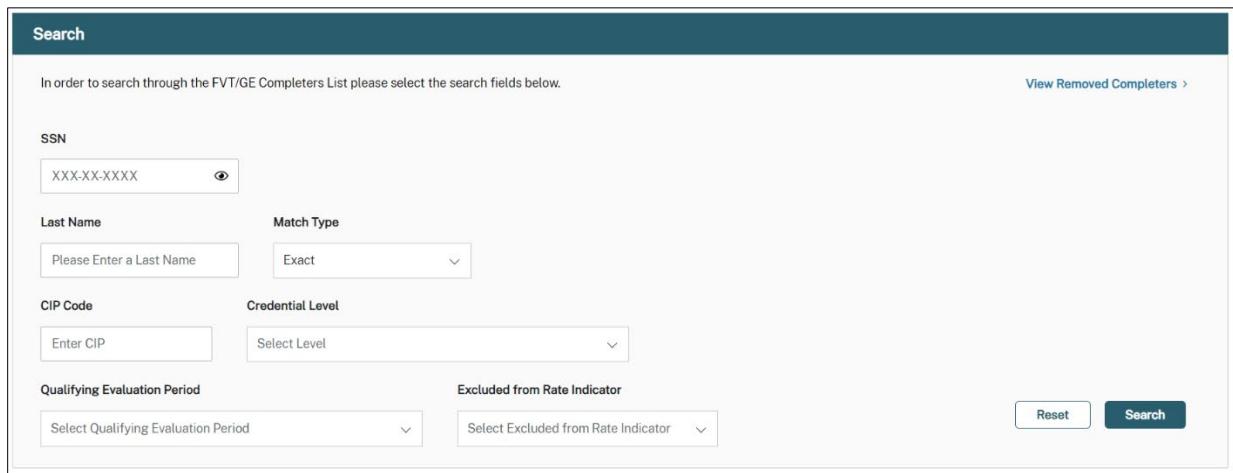 Search
In order to search through the FVT/GE Completers List please select the search fields below.
View Removed Completers >
SSN
XXX-XX-XXXX
Last Name Match Type
Please Enter a Last Name Exact
CIP Code Credential Level
Enter CIP Select Level
Qualifying Evaluation Period Excluded from Rate Indicator
Select Qualifying Evaluation Period Select Excluded from Rate Indicator
Reset Search